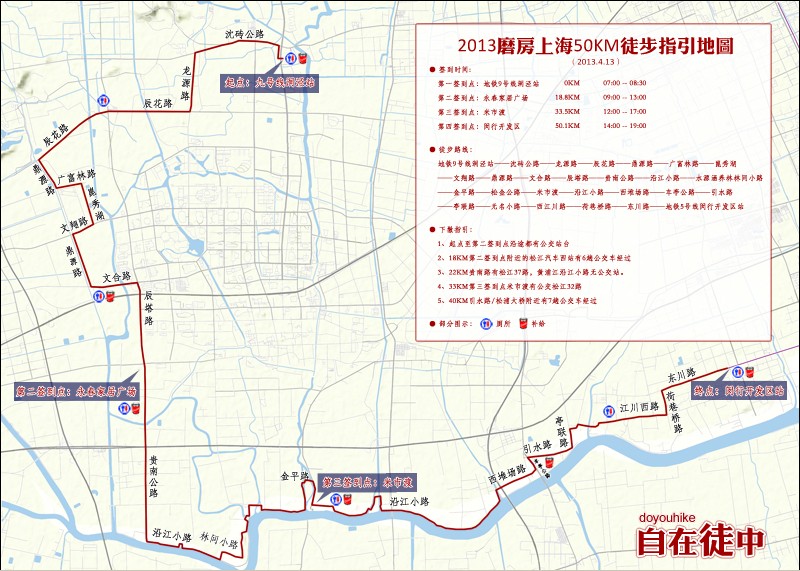 2013磨房上海50KM徒步指引地圖
(2013.4.13)
签到时间:
第一签到点:地铁9号线泗泾站 0KM 07:00 -- 08:30
第二签到点:永春家居广场 18.8KM 09:00 -- 13:00
第三签到点:米市渡 33.5KM 12:00 -- 17:00
第四签到点:闵行开发区 50.1KM 14:00 -- 19:00
徒步路线:
地铁9号线泗泾站——沈砖公路——龙源路——辰花路——鼎源路——广富林路——崑秀湖
——文翔路——鼎源路——文合路——辰塔路——贵南公路——沿江小路——水源涵养林林间小路
——金平路——松金公路——米市渡——沿江小路——西堆场路——车亭公路——引水路
——亭联路——无名小路——西江川路——荷巷桥路——东川路——地铁5号线闵行开发区站
下撤指引:
1、起点至第二签到点沿途都有公交站台
2、18KM第二签到点附近的松江汽车西站有6趟公交车经过
3、22KM贵南路有松江37路。黄浦江沿江小路无公交站。
4、33KM第三签到点米市渡有公交松江32路
5、40KM引水路/松浦大桥附近有7趟公交车经过
部分图示: 厕所 补给
沈砖公路
起点:九号线泗泾站
龙源路
辰花路
辰花路
鼎源路
广富林路
崑秀湖
文翔路
鼎源路
文合路
辰塔路
第二签到点:永春家居广场
贵南公路
沿江小路
林间小路
金平路
第三签到点:米市渡
沿江小路
西堆场路
引水路
亭联路
江川西路
荷巷桥路
东川路
终点:闵行开发区站
doyouhike
自在徒中